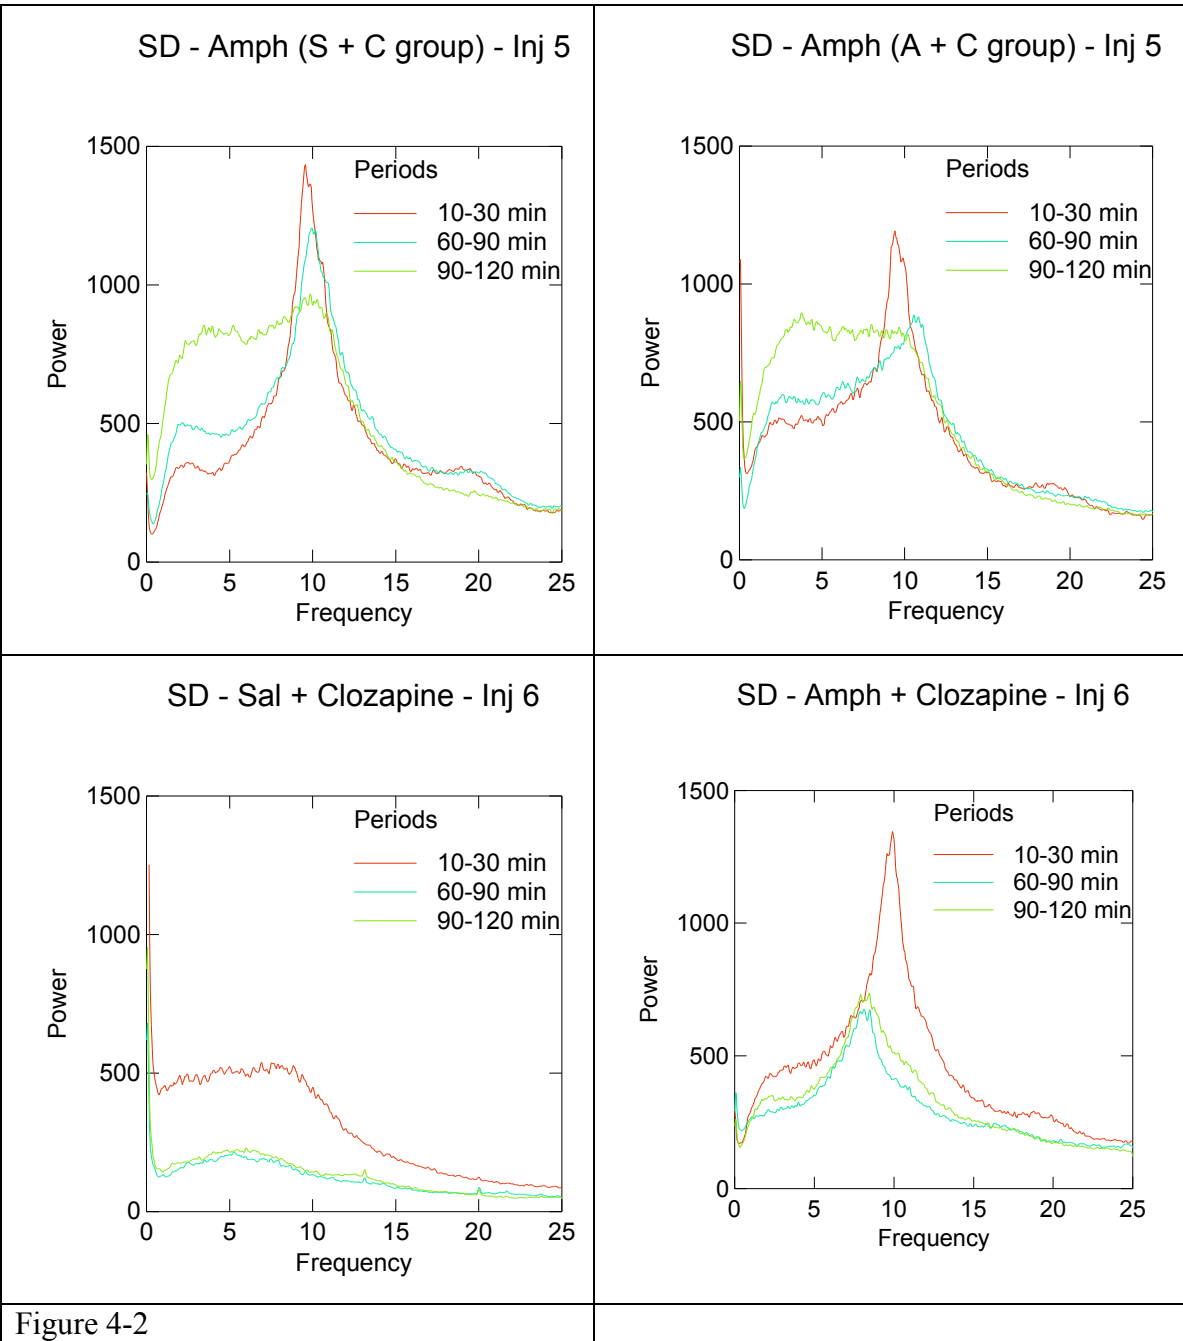 SD - Amph (S + C group) - Inj 5
1500
1000
500
0
Power
0 5 10 15 20 25
Frequency
Periods
10-30 min
60-90 min
90-120 min
SD - Amph (A + C group) - Inj 5
1500
1000
500
0
Power
0 5 10 15 20 25
Frequency
Periods
10-30 min
60-90 min
90-120 min
SD - Sal + Clozapine - Inj 6
1500
1000
500
0
Power
0 5 10 15 20 25
Frequency
Periods
10-30 min
60-90 min
90-120 min
SD - Amph + Clozapine - Inj 6
1500
1000
500
0
Power
0 5 10 15 20 25
Frequency
Periods
10-30 min
60-90 min
90-120 min
Figure 4-2